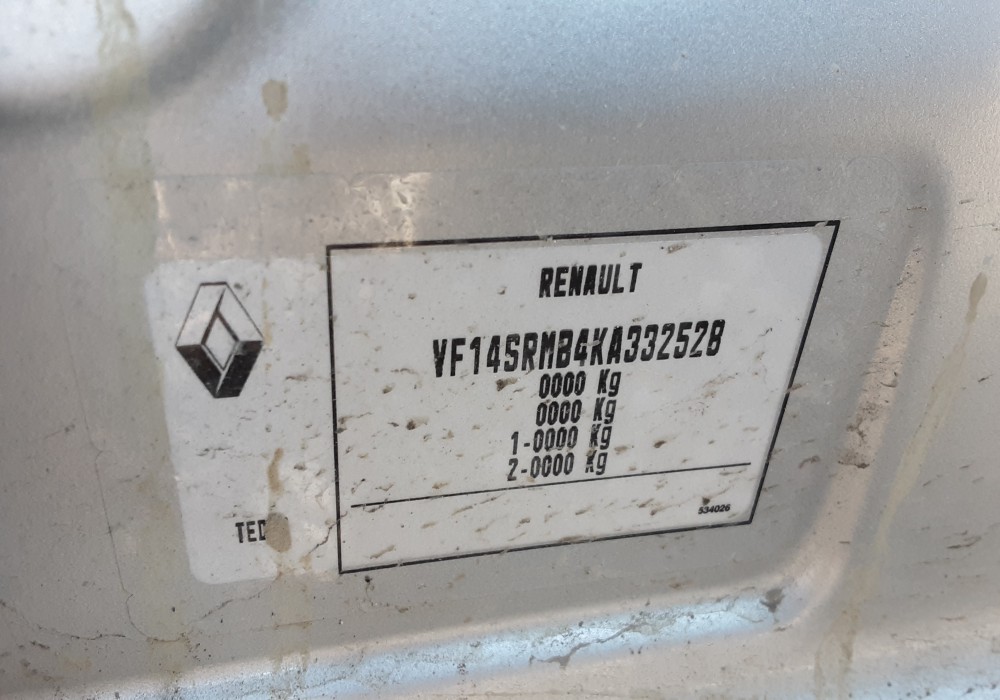 RENAULT
VF14SRMB4KA332528
0000 Kg
0000 Kg
1-0000 Kg
2-0000 Kg
534026